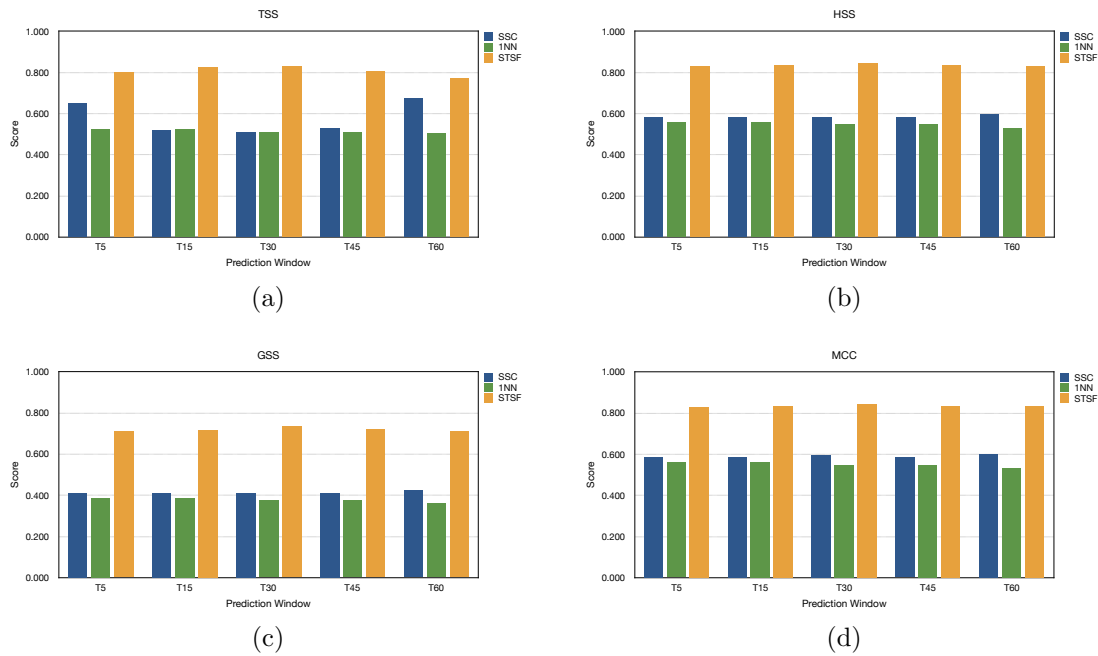 TSS
1.000
0.800
0.600
0.400
0.200
0.000
Score
T5 T15 T30 T45 T60
Prediction Window
SSC
1NN
STSF
(a)
HSS
1.000
0.800
0.600
0.400
0.200
0.000
Score
T5 T15 T30 T45 T60
Prediction Window
SSC
1NN
STSF
(b)
GSS
1.000
0.800
0.600
0.400
0.200
0.000
Score
T5 T15 T30 T45 T60
Prediction Window
SSC
1NN
STSF
(c)
MCC
1.000
0.800
0.600
0.400
0.200
0.000
Score
T5 T15 T30 T45 T60
Prediction Window
SSC
1NN
STSF
(d)